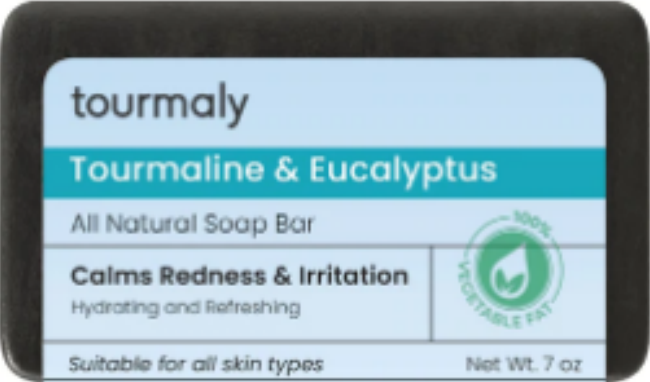 tourmaly
Tourmaline & Eucalyptus
All Natural Soap Bar
100%
VEGETABLE FAT
Calms Redness & Irritation
Hydrating and Refreshing
Suitable for all skin types
Net Wt. 7 oz